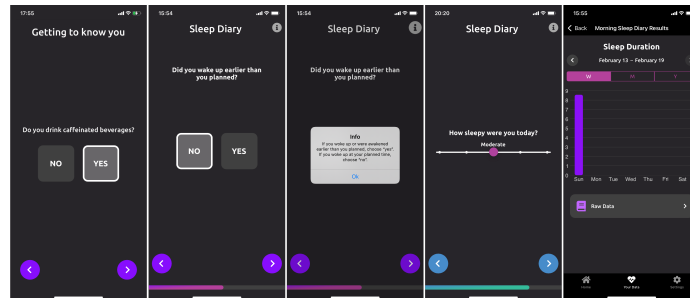 17:55
Getting to know you
Do you drink caffeinated beverages?
NO
YES
15:54
Sleep Diary
Did you wake up earlier than
you planned?
NO
YES
15:54
Sleep Diary
Did you wake up earlier than
you planned?
Info
If you wake up or were awakened
earlier than you planned, choose "yes".
If you wake up at your planned time,
choose "no".
Ok
20:20
Sleep Diary
How sleepy were you today?
Moderate
15:55
Back
Morning Sleep Diary Results
Sleep Duration
February 13 - February 19
W
M
Y
9
8
7
6
5
4
3
2
1
0
Sun Mon Tue Wed Thu Fri Sat
Raw Data
Home
Your Data
Settings